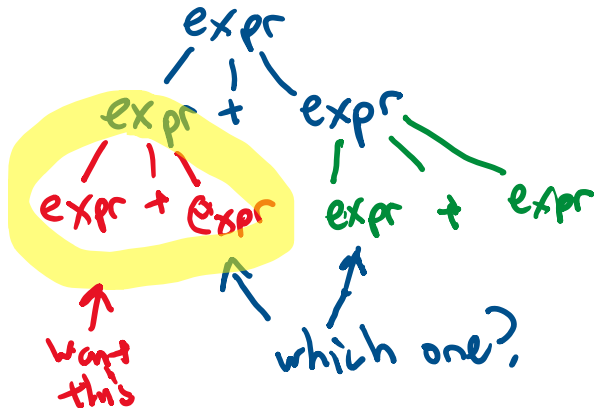 expr
expr + expr
expr + expr expr + expr
want
this
which one?